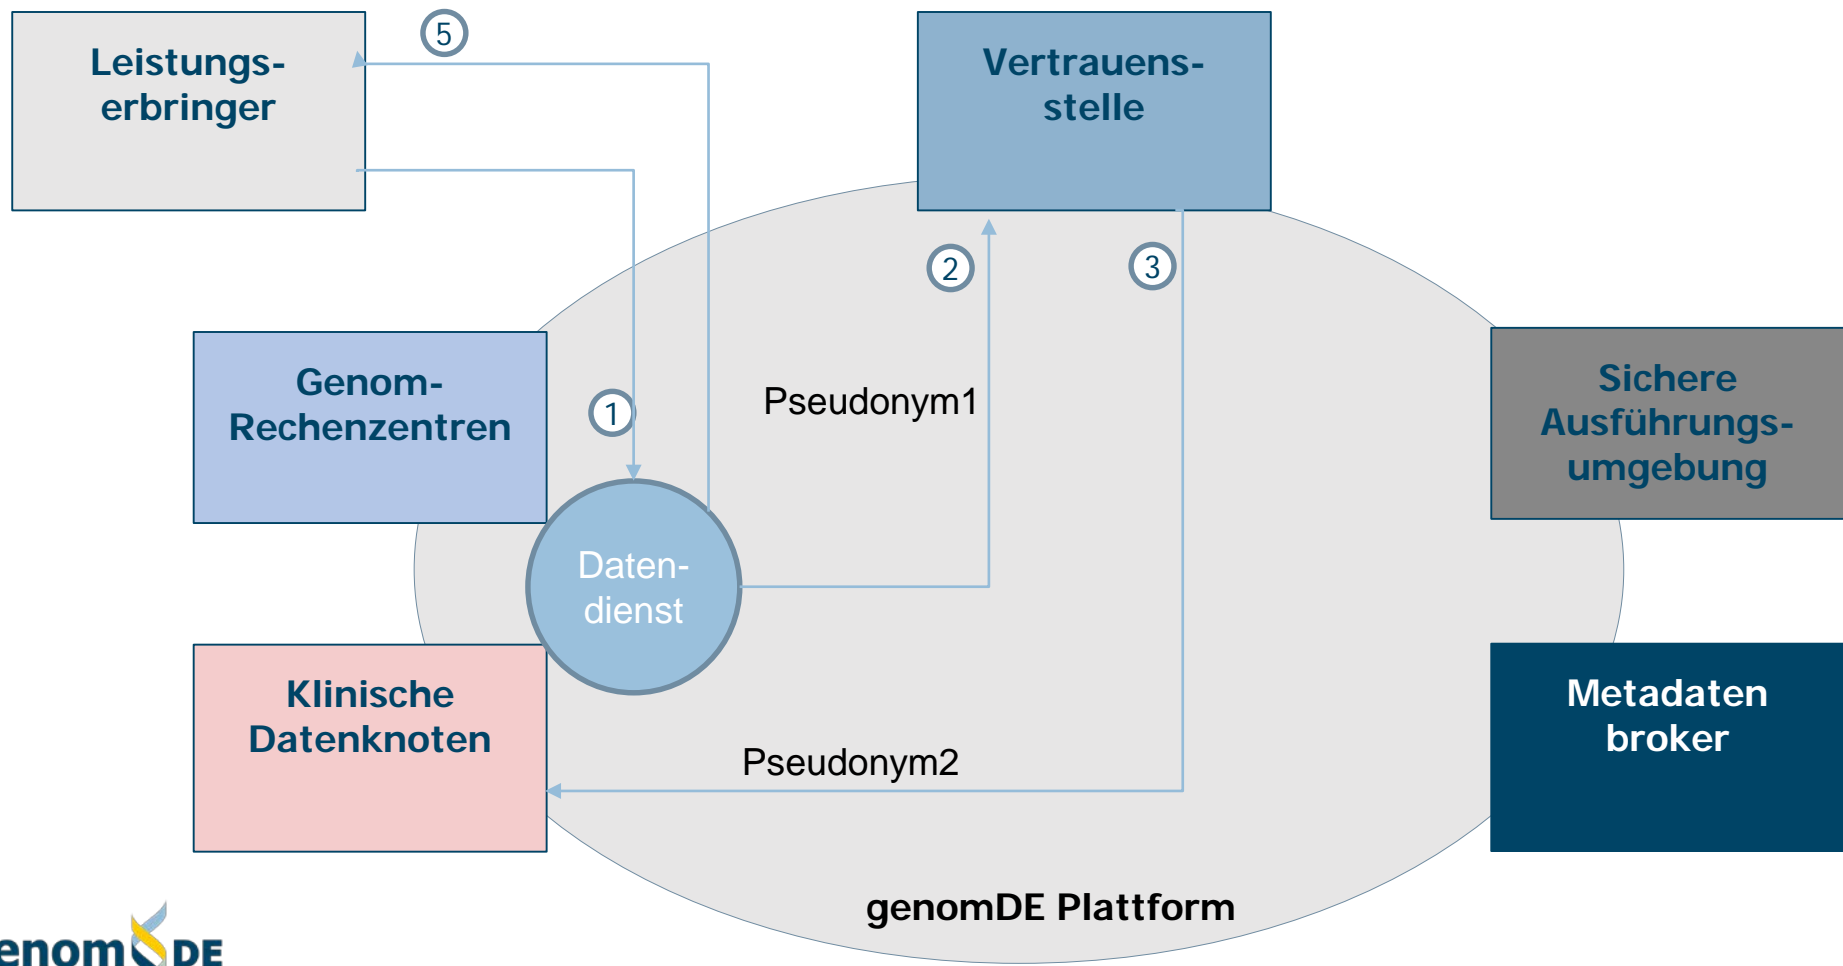 5
Leistungs-
erbringer
Vertrauens-
stelle
2
3
Genom-
Rechenzentren
1
Pseudonym1
Sichere
Ausführungs-
umgebung
Daten-
dienst
Klinische
Datenknoten
Pseudonym2
Metadaten
broker
genomDE Plattform
enom DE